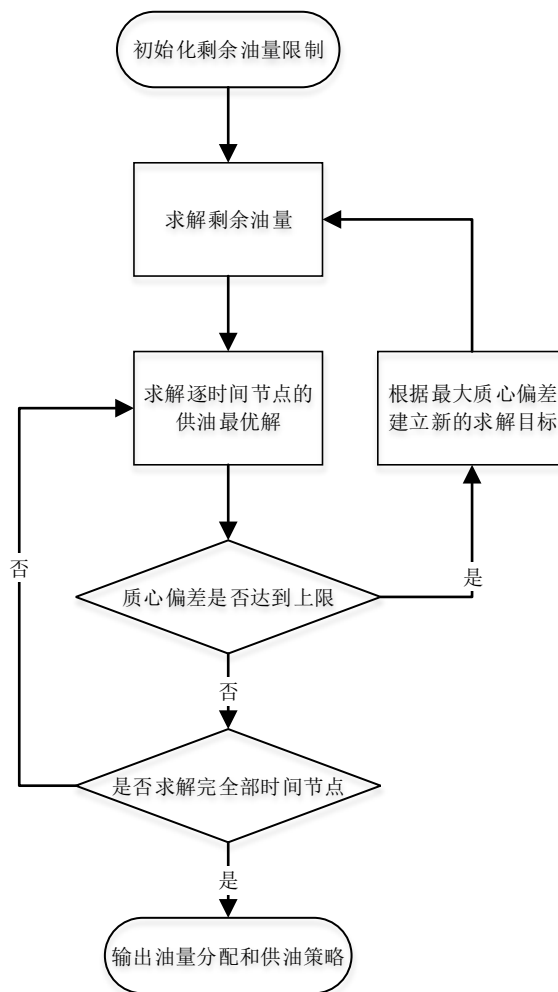 初始化剩余油量限制
求解剩余油量
求解逐时间节点的
供油最优解
根据最大质心偏差
建立新的求解目标
否
是
质心偏差是否达到上限
否
是否求解完全部时间节点
是
输出油量分配和供油策略